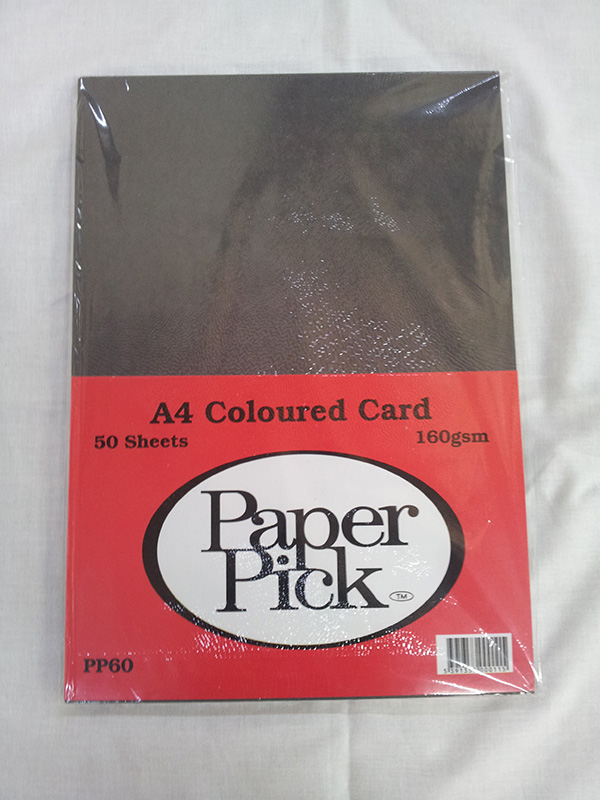 A4 Coloured Card
50 Sheets 160gsm
Paper
Pick
TM
PP60